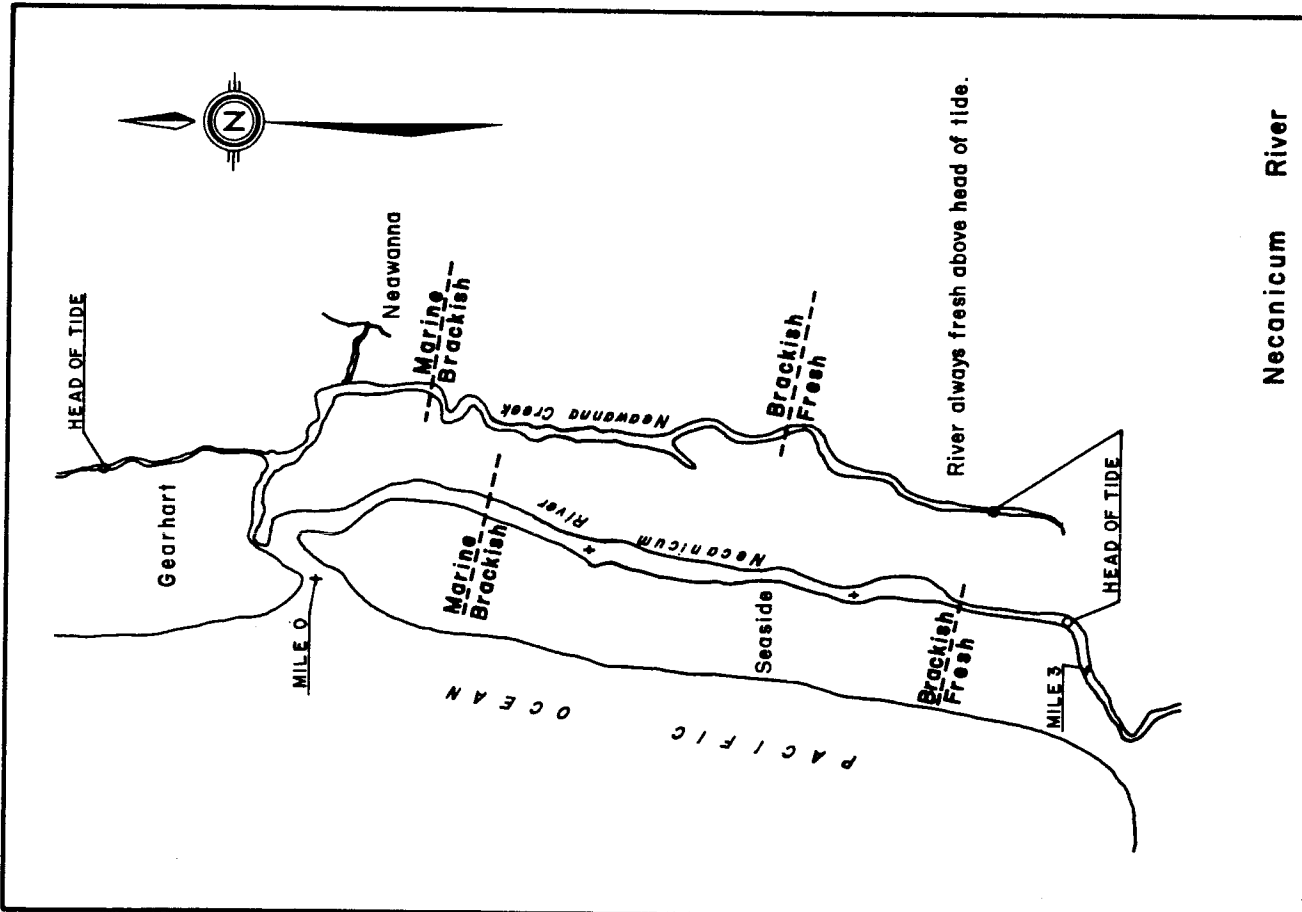 N
HEAD OF TIDE
Gearhart
Neawanna
MILE 0
Marine
Brackish
Marine
Brackish
Neawanna Creek
Necanicum River
PACIFIC OCEAN
Seaside
Brackish
Fresh
Brackish
Fresh
River always fresh above head of tide.
HEAD OF TIDE
MILE 3
Necanicum River